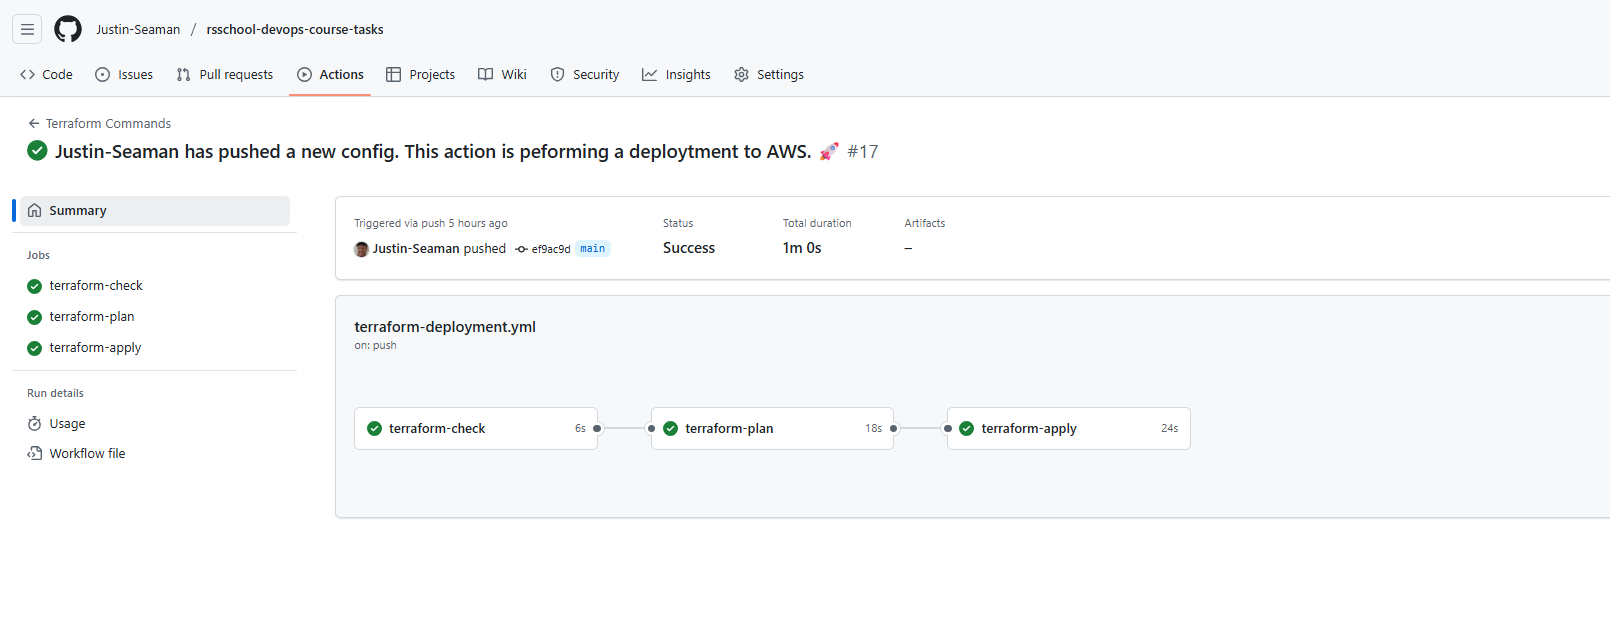 Justin-Seaman / rsschool-devops-course-tasks
Code Issues Pull requests Actions Projects Wiki Security Insights Settings
← Terraform Commands
Justin-Seaman has pushed a new config. This action is peforming a deploytment to AWS. 🚀 #17
Summary
Jobs
terraform-check
terraform-plan
terraform-apply
Run details
Usage
Workflow file
Triggered via push 5 hours ago
Justin-Seaman pushed ef9ac9d main
Status
Success
Total duration
1m 0s
Artifacts
–
terraform-deployment.yml
on: push
terraform-check 6s
terraform-plan 18s
terraform-apply 24s